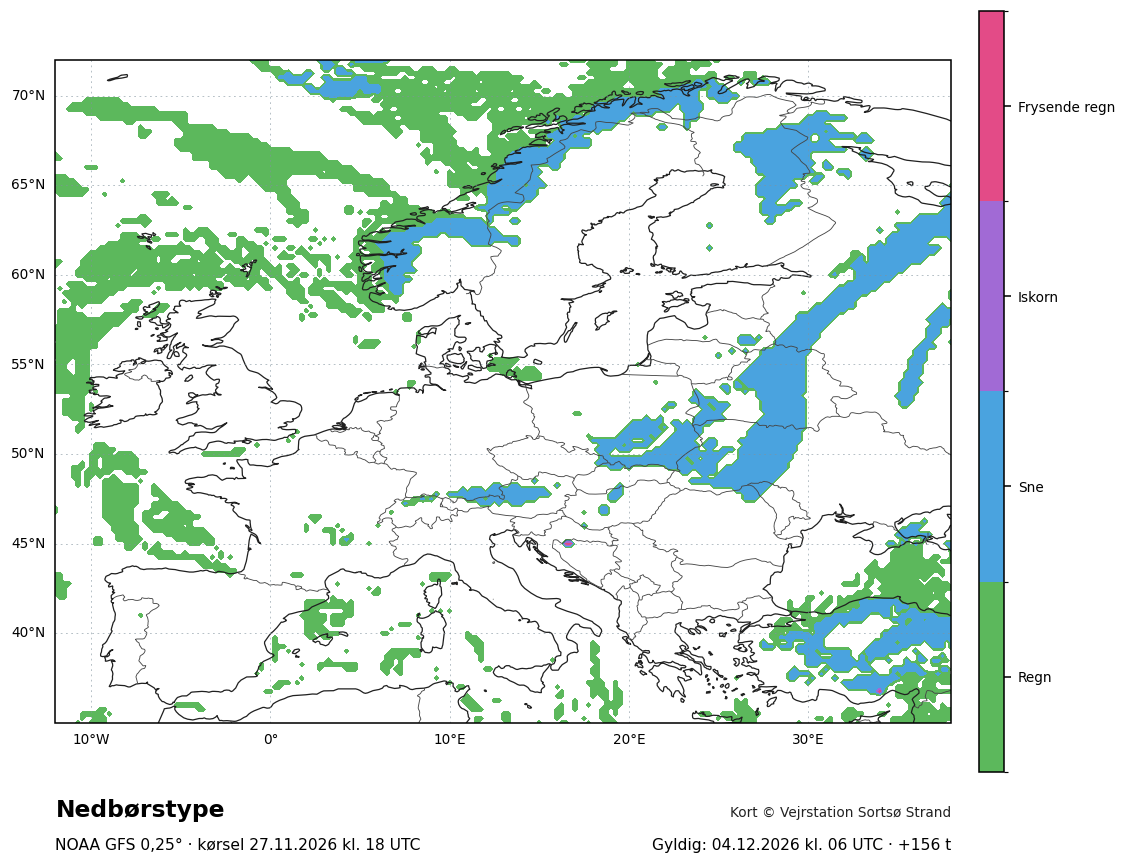 Frysende regn
Iskorn
Sne
Regn
70°N
65°N
60°N
55°N
50°N
45°N
40°N
10°W
0°
10°E
20°E
30°E
Nedbørstype
Kort © Vejrstation Sortsø Strand
NOAA GFS 0,25° · kørsel 27.11.2026 kl. 18 UTC
Gyldig: 04.12.2026 kl. 06 UTC · +156 t